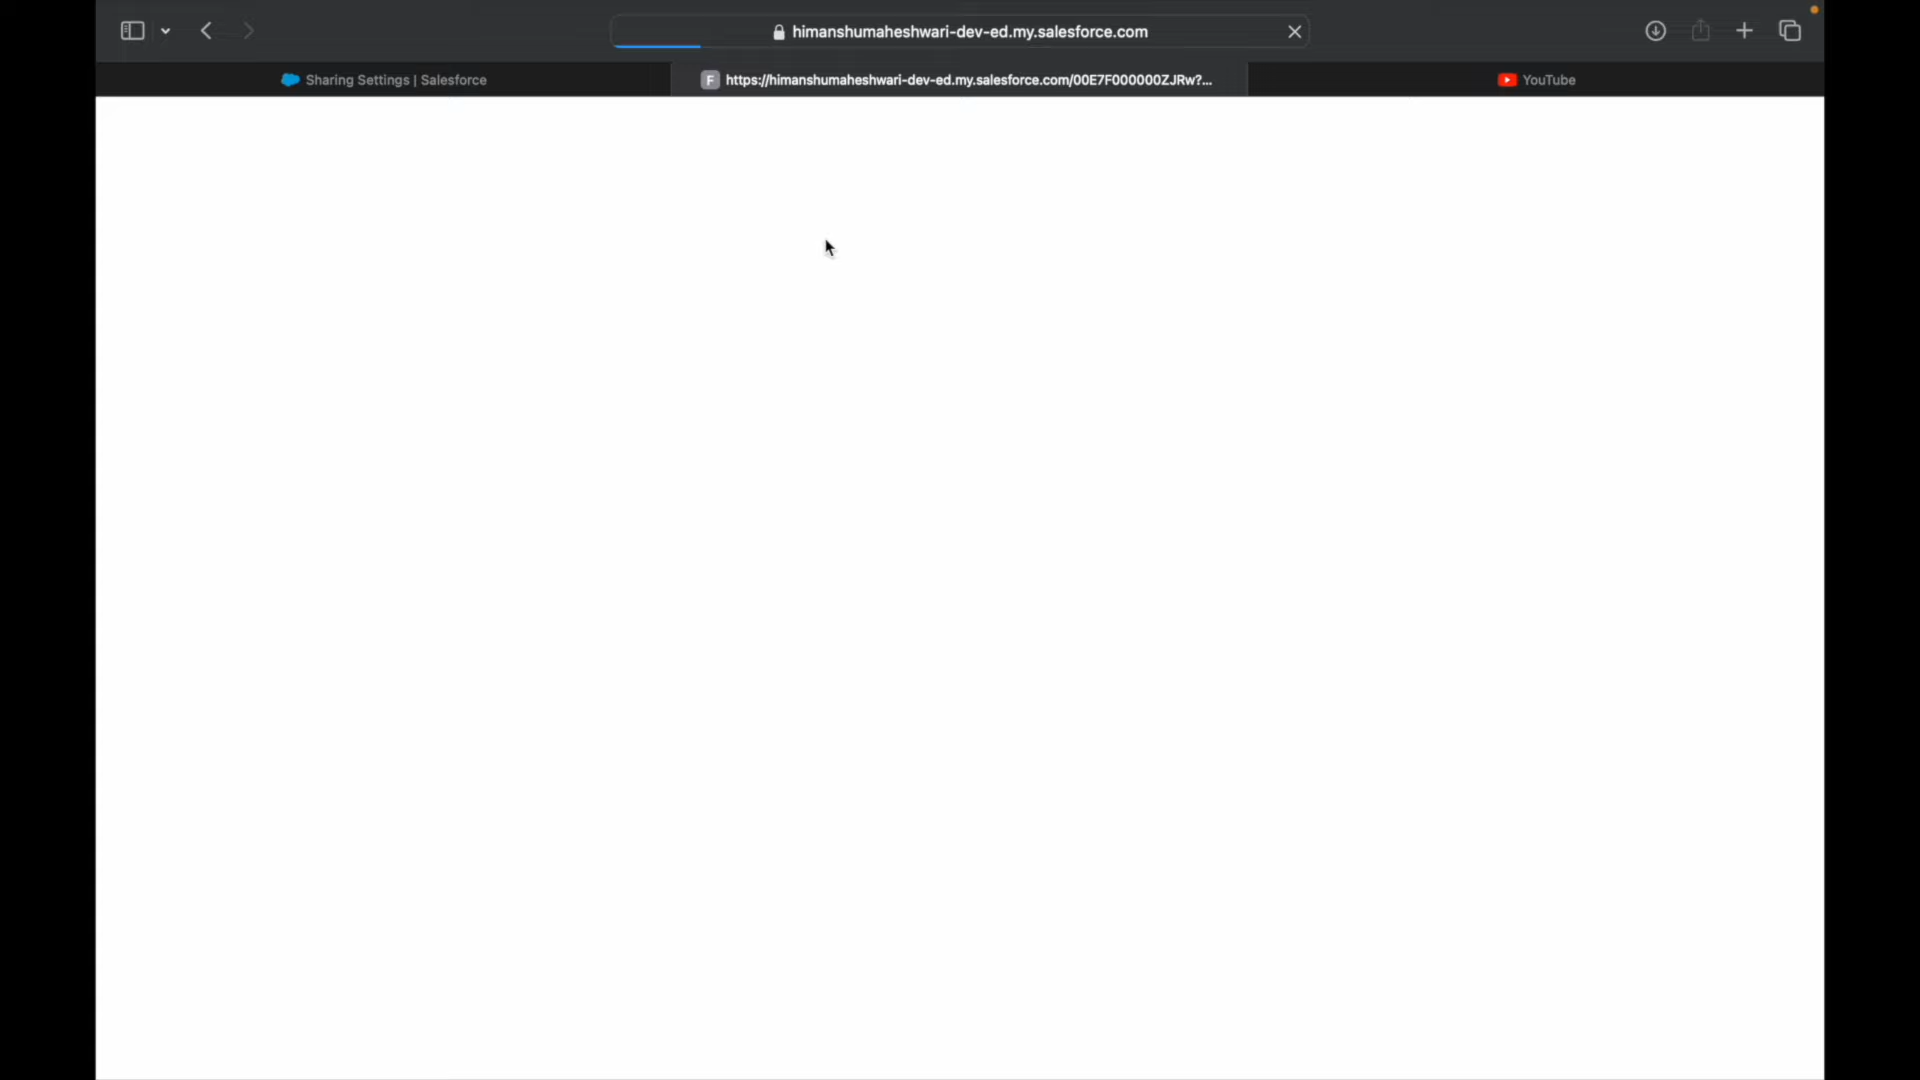 himanshumaheshwari-dev-ed.my.salesforce.com
Sharing Settings | Salesforce
F https://himanshumaheshwari-dev-ed.my.salesforce.com/00E7F000000ZJRw?...
YouTube